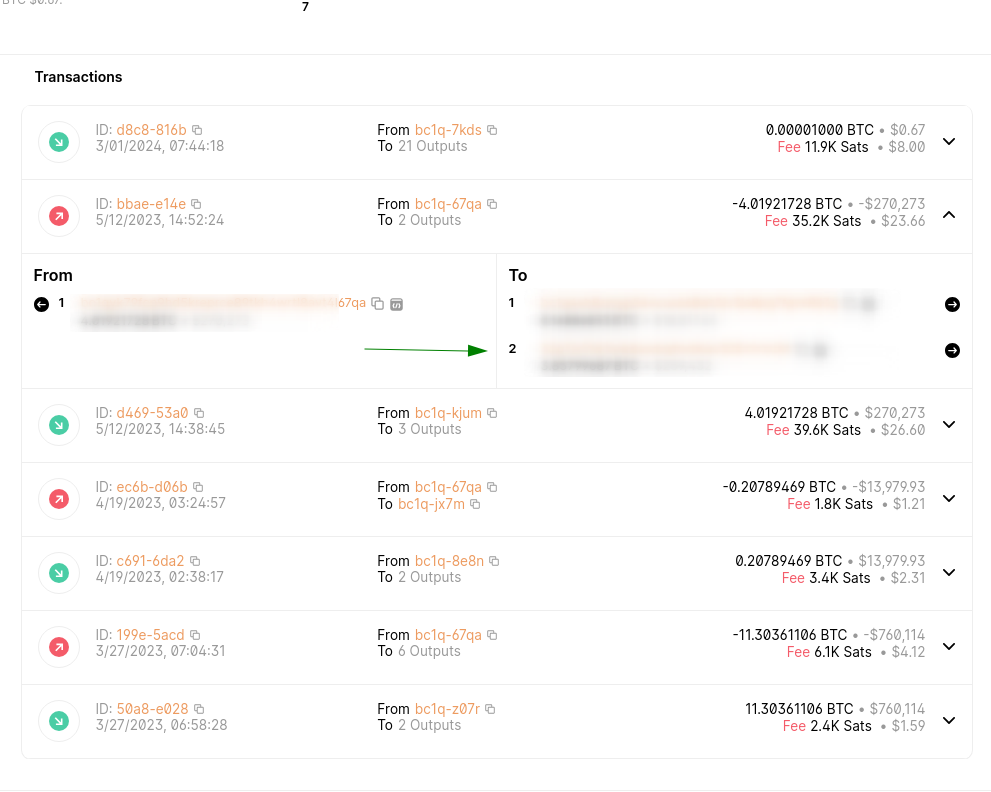 BTC $0.67.
7
Transactions
ID: d8c8-816b
3/01/2024, 07:44:18
From bc1q-7kds
To 21 Outputs
0.00001000 BTC • $0.67
Fee 11.9K Sats • $8.00
ID: bbae-e14e
5/12/2023, 14:52:24
From bc1q-67qa
To 2 Outputs
-4.01921728 BTC • -$270,273
Fee 35.2K Sats • $23.66
From
1
67qa
To
1
2
ID: d469-53a0
5/12/2023, 14:38:45
From bc1q-kjum
To 3 Outputs
4.01921728 BTC • $270,273
Fee 39.6K Sats • $26.60
ID: ec6b-d06b
4/19/2023, 03:24:57
From bc1q-67qa
To bc1q-jx7m
-0.20789469 BTC • -$13,979.93
Fee 1.8K Sats • $1.21
ID: c691-6da2
4/19/2023, 02:38:17
From bc1q-8e8n
To 2 Outputs
0.20789469 BTC • $13,979.93
Fee 3.4K Sats • $2.31
ID: 199e-5acd
3/27/2023, 07:04:31
From bc1q-67qa
To 6 Outputs
-11.30361106 BTC • -$760,114
Fee 6.1K Sats • $4.12
ID: 50a8-e028
3/27/2023, 06:58:28
From bc1q-z07r
To 2 Outputs
11.30361106 BTC • $760,114
Fee 2.4K Sats • $1.59